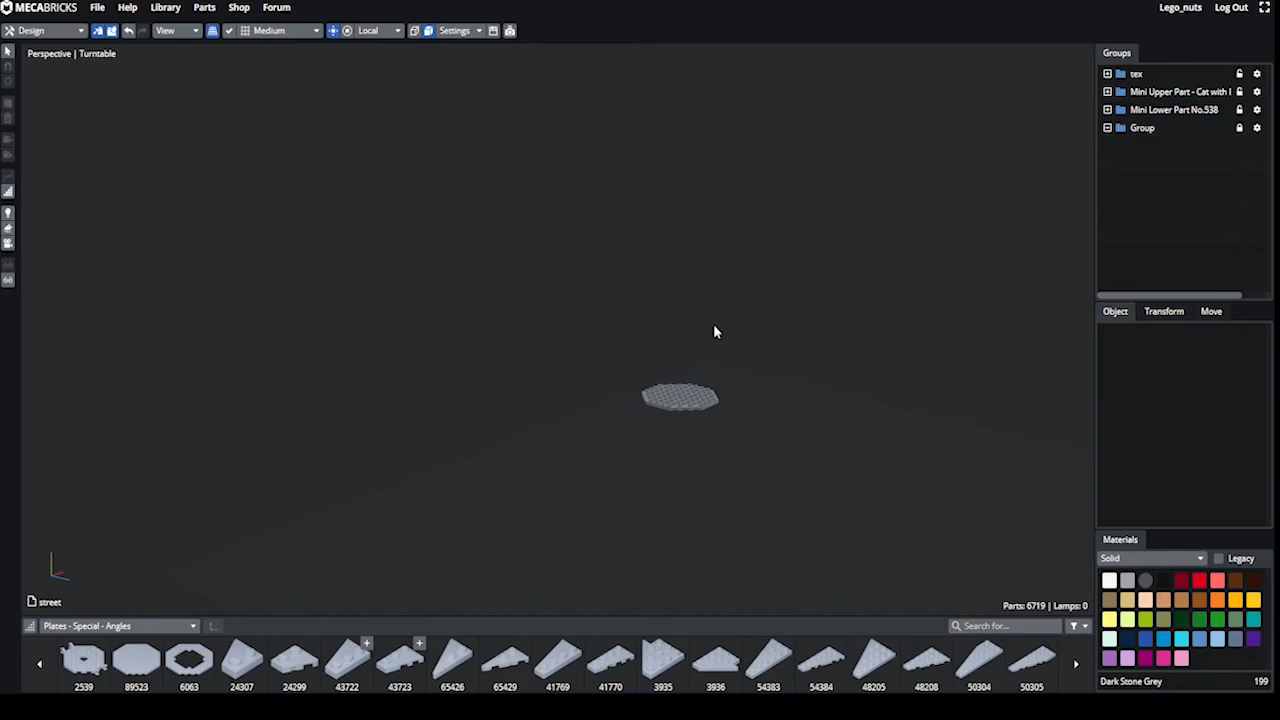 MECABRICKS File Help Library Parts Shop Forum Lego_nuts Log Out
Design View Medium Local Settings
Perspective | Turntable
Groups
tex
Mini Upper Part - Cat with
Mini Lower Part No.538
Group
Object Transform Move
Materials
Solid Legacy
street
Parts: 6719 | Lamps: 0
Plates - Special - Angles Search for...
2539 89523 6063 24307 24299 43722 43723 65426 65429 41769 41770 3935 3936 54383 54384 48205 48208 50304 50305
Dark Stone Grey 199